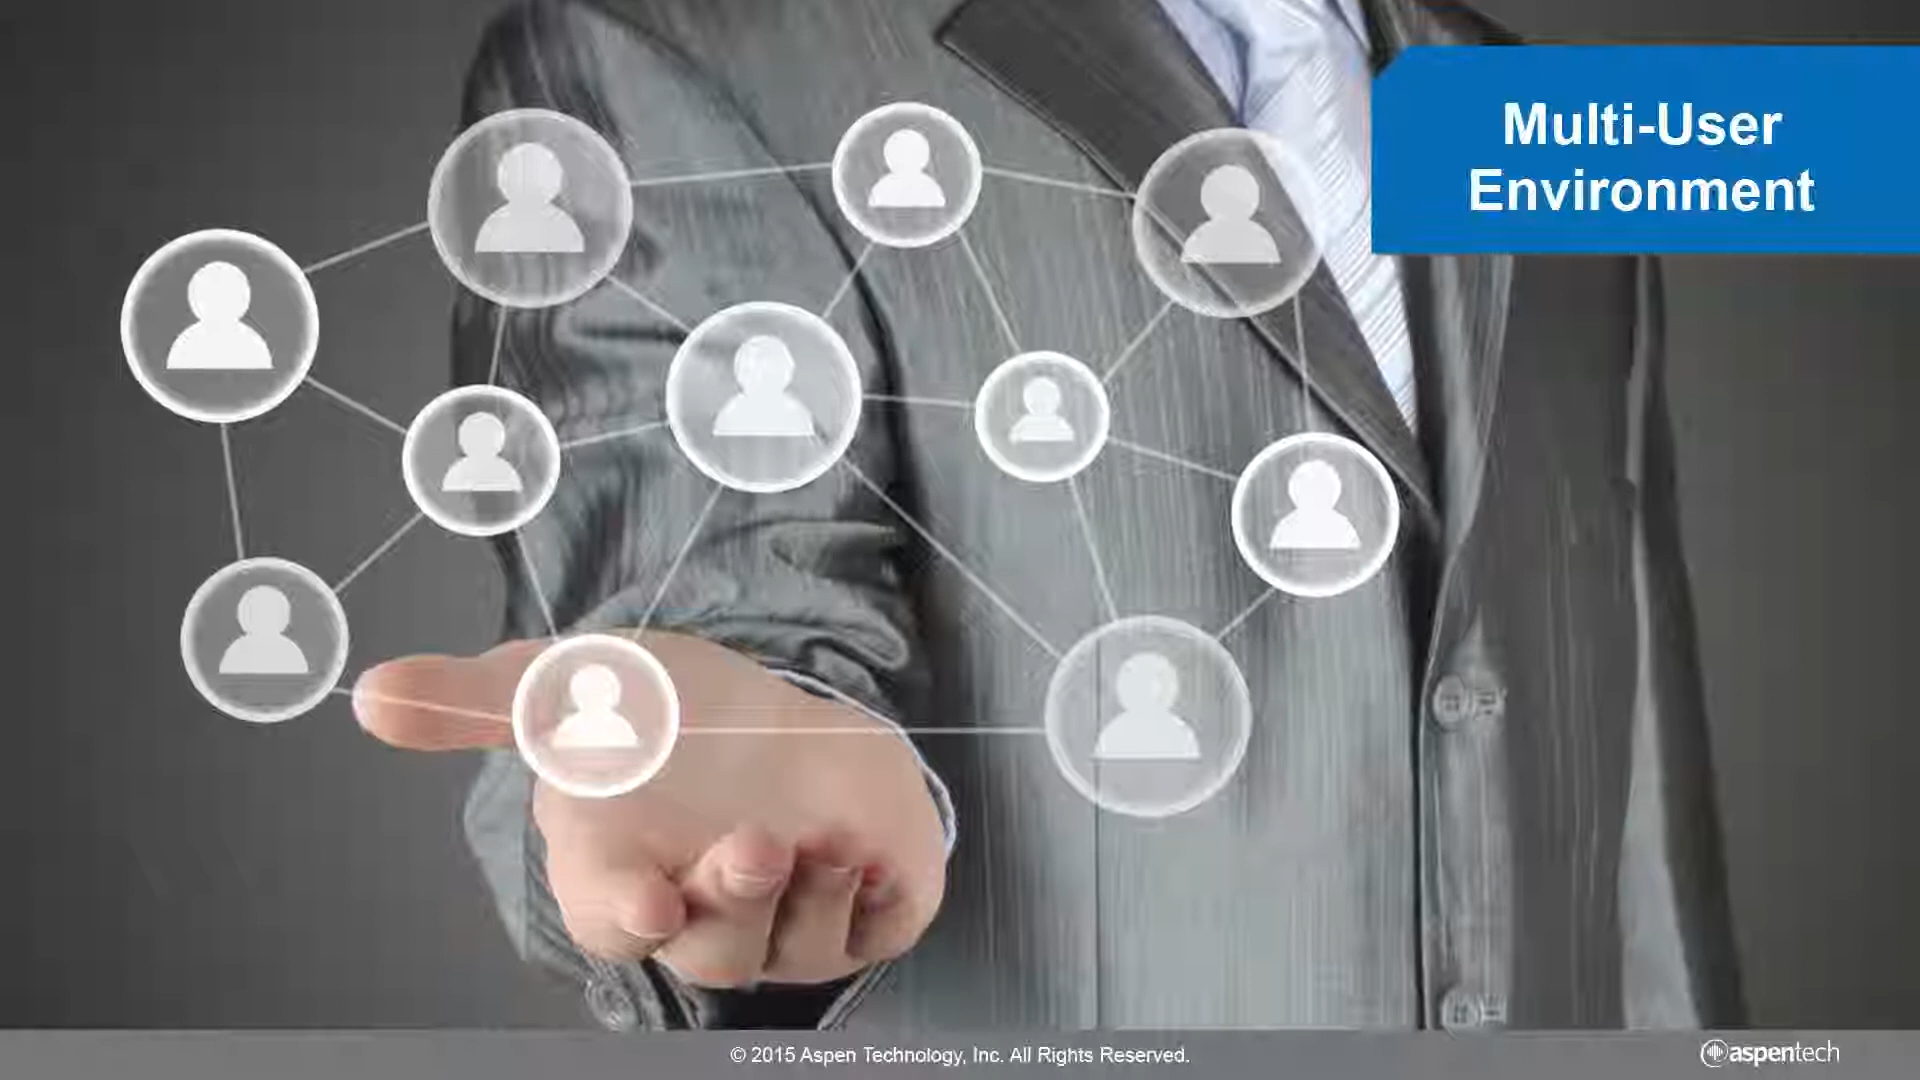 Multi-User
Environment
© 2015 Aspen Technology, Inc. All Rights Reserved.
aspentech